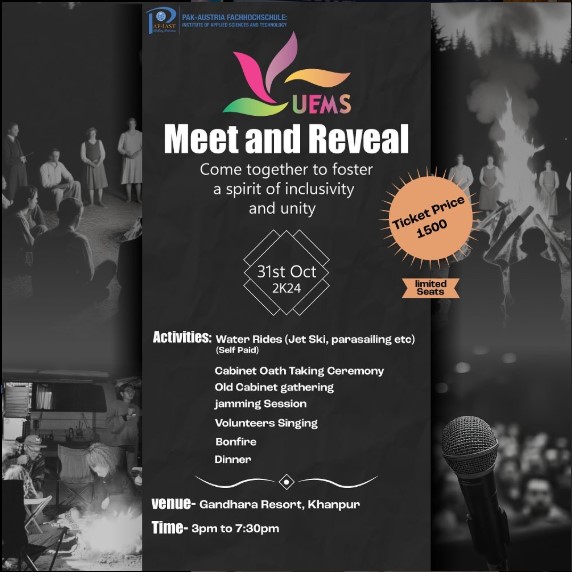 PAK-AUSTRIA FACHHOCHSCHULE:
INSTITUTE OF APPLIED SCIENCES AND TECHNOLOGY
UEMS
Meet and Reveal
Come together to foster
a spirit of inclusivity
and unity
Ticket Price
1500
limited
Seats
31st Oct
2K24
Activities: Water Rides (Jet Ski, parasailing etc)
(Self Paid)
Cabinet Oath Taking Ceremony
Old Cabinet gathering
jamming Session
Volunteers Singing
Bonfire
Dinner
venue- Gandhara Resort, Khanpur
Time- 3pm to 7:30pm